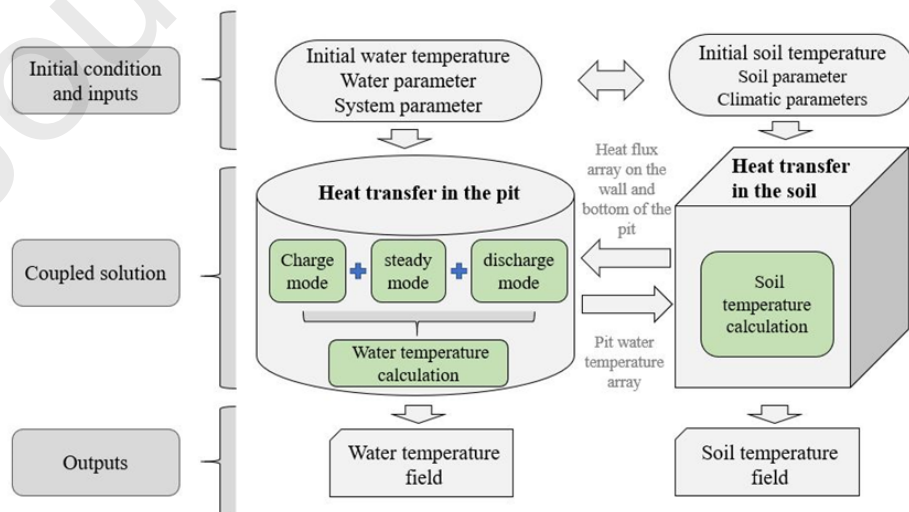 Initial condition
and inputs
Initial water temperature
Water parameter
System parameter
Initial soil temperature
Soil parameter
Climatic parameters
Coupled solution
Heat transfer in the pit
Charge
mode
steady
mode
discharge
mode
Water temperature
calculation
Heat flux
array on the
wall and
bottom of the
pit
Pit water
temperature
array
Heat transfer
in the soil
Soil
temperature
calculation
Outputs
Water temperature
field
Soil temperature
field